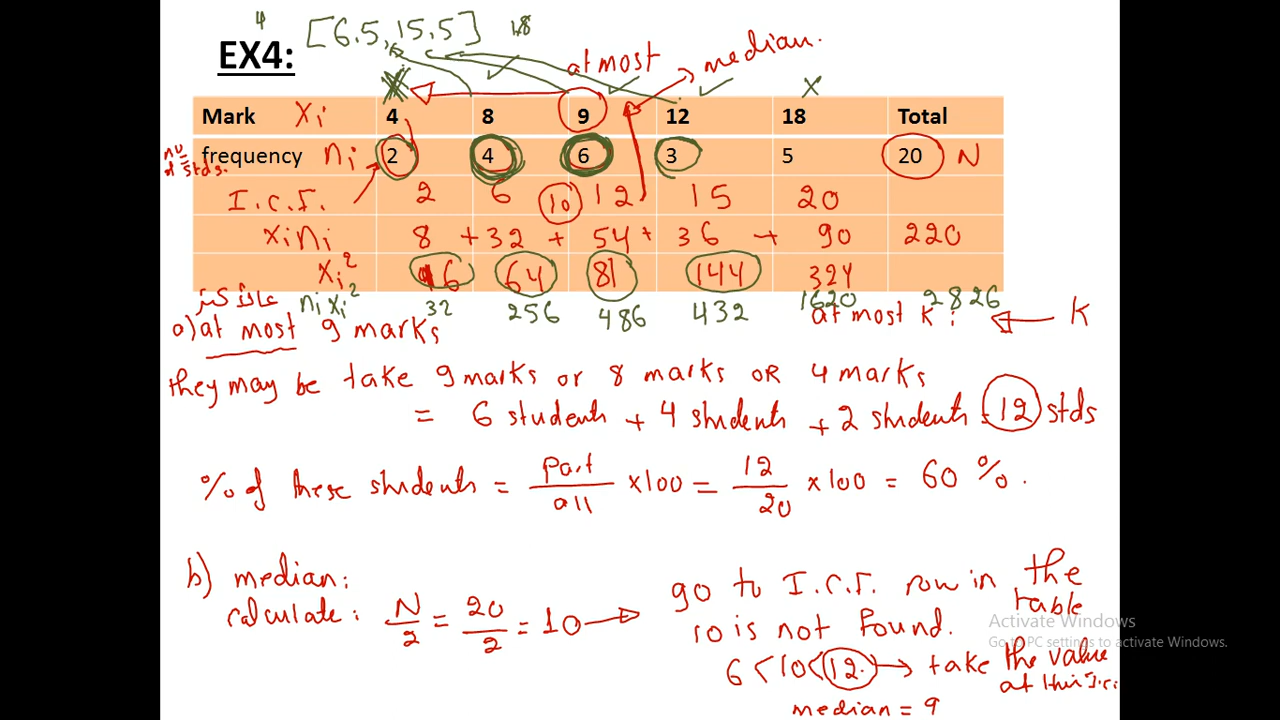 4 [6.5, 15.5] 18
EX4: at most median.
Mark xi 4 8 9 12 18 Total
frequency ni 2 4 6 3 5 20 N
I.C.F. 2 6 10 12 15 20
xini 8 + 32 + 54 + 36 + 90 220
xi² 16 64 81 144 324
nixi² 32 256 486 432 1620 2826
a) at most 9 marks at most k : K
they may be take 9 marks or 8 marks OR 4 marks
= 6 students + 4 students + 2 students = 12 stds
% of these students = part/all x100 = 12/20 x100 = 60 %.
b) median:
calculate: N/2 = 20/2 = 10 → go to I.C.F. row in the table
10 is not found.
6 < 10 < 12. → take the value
at this I.C.
median = 9
Activate Windows
Go to PC settings to activate Windows.